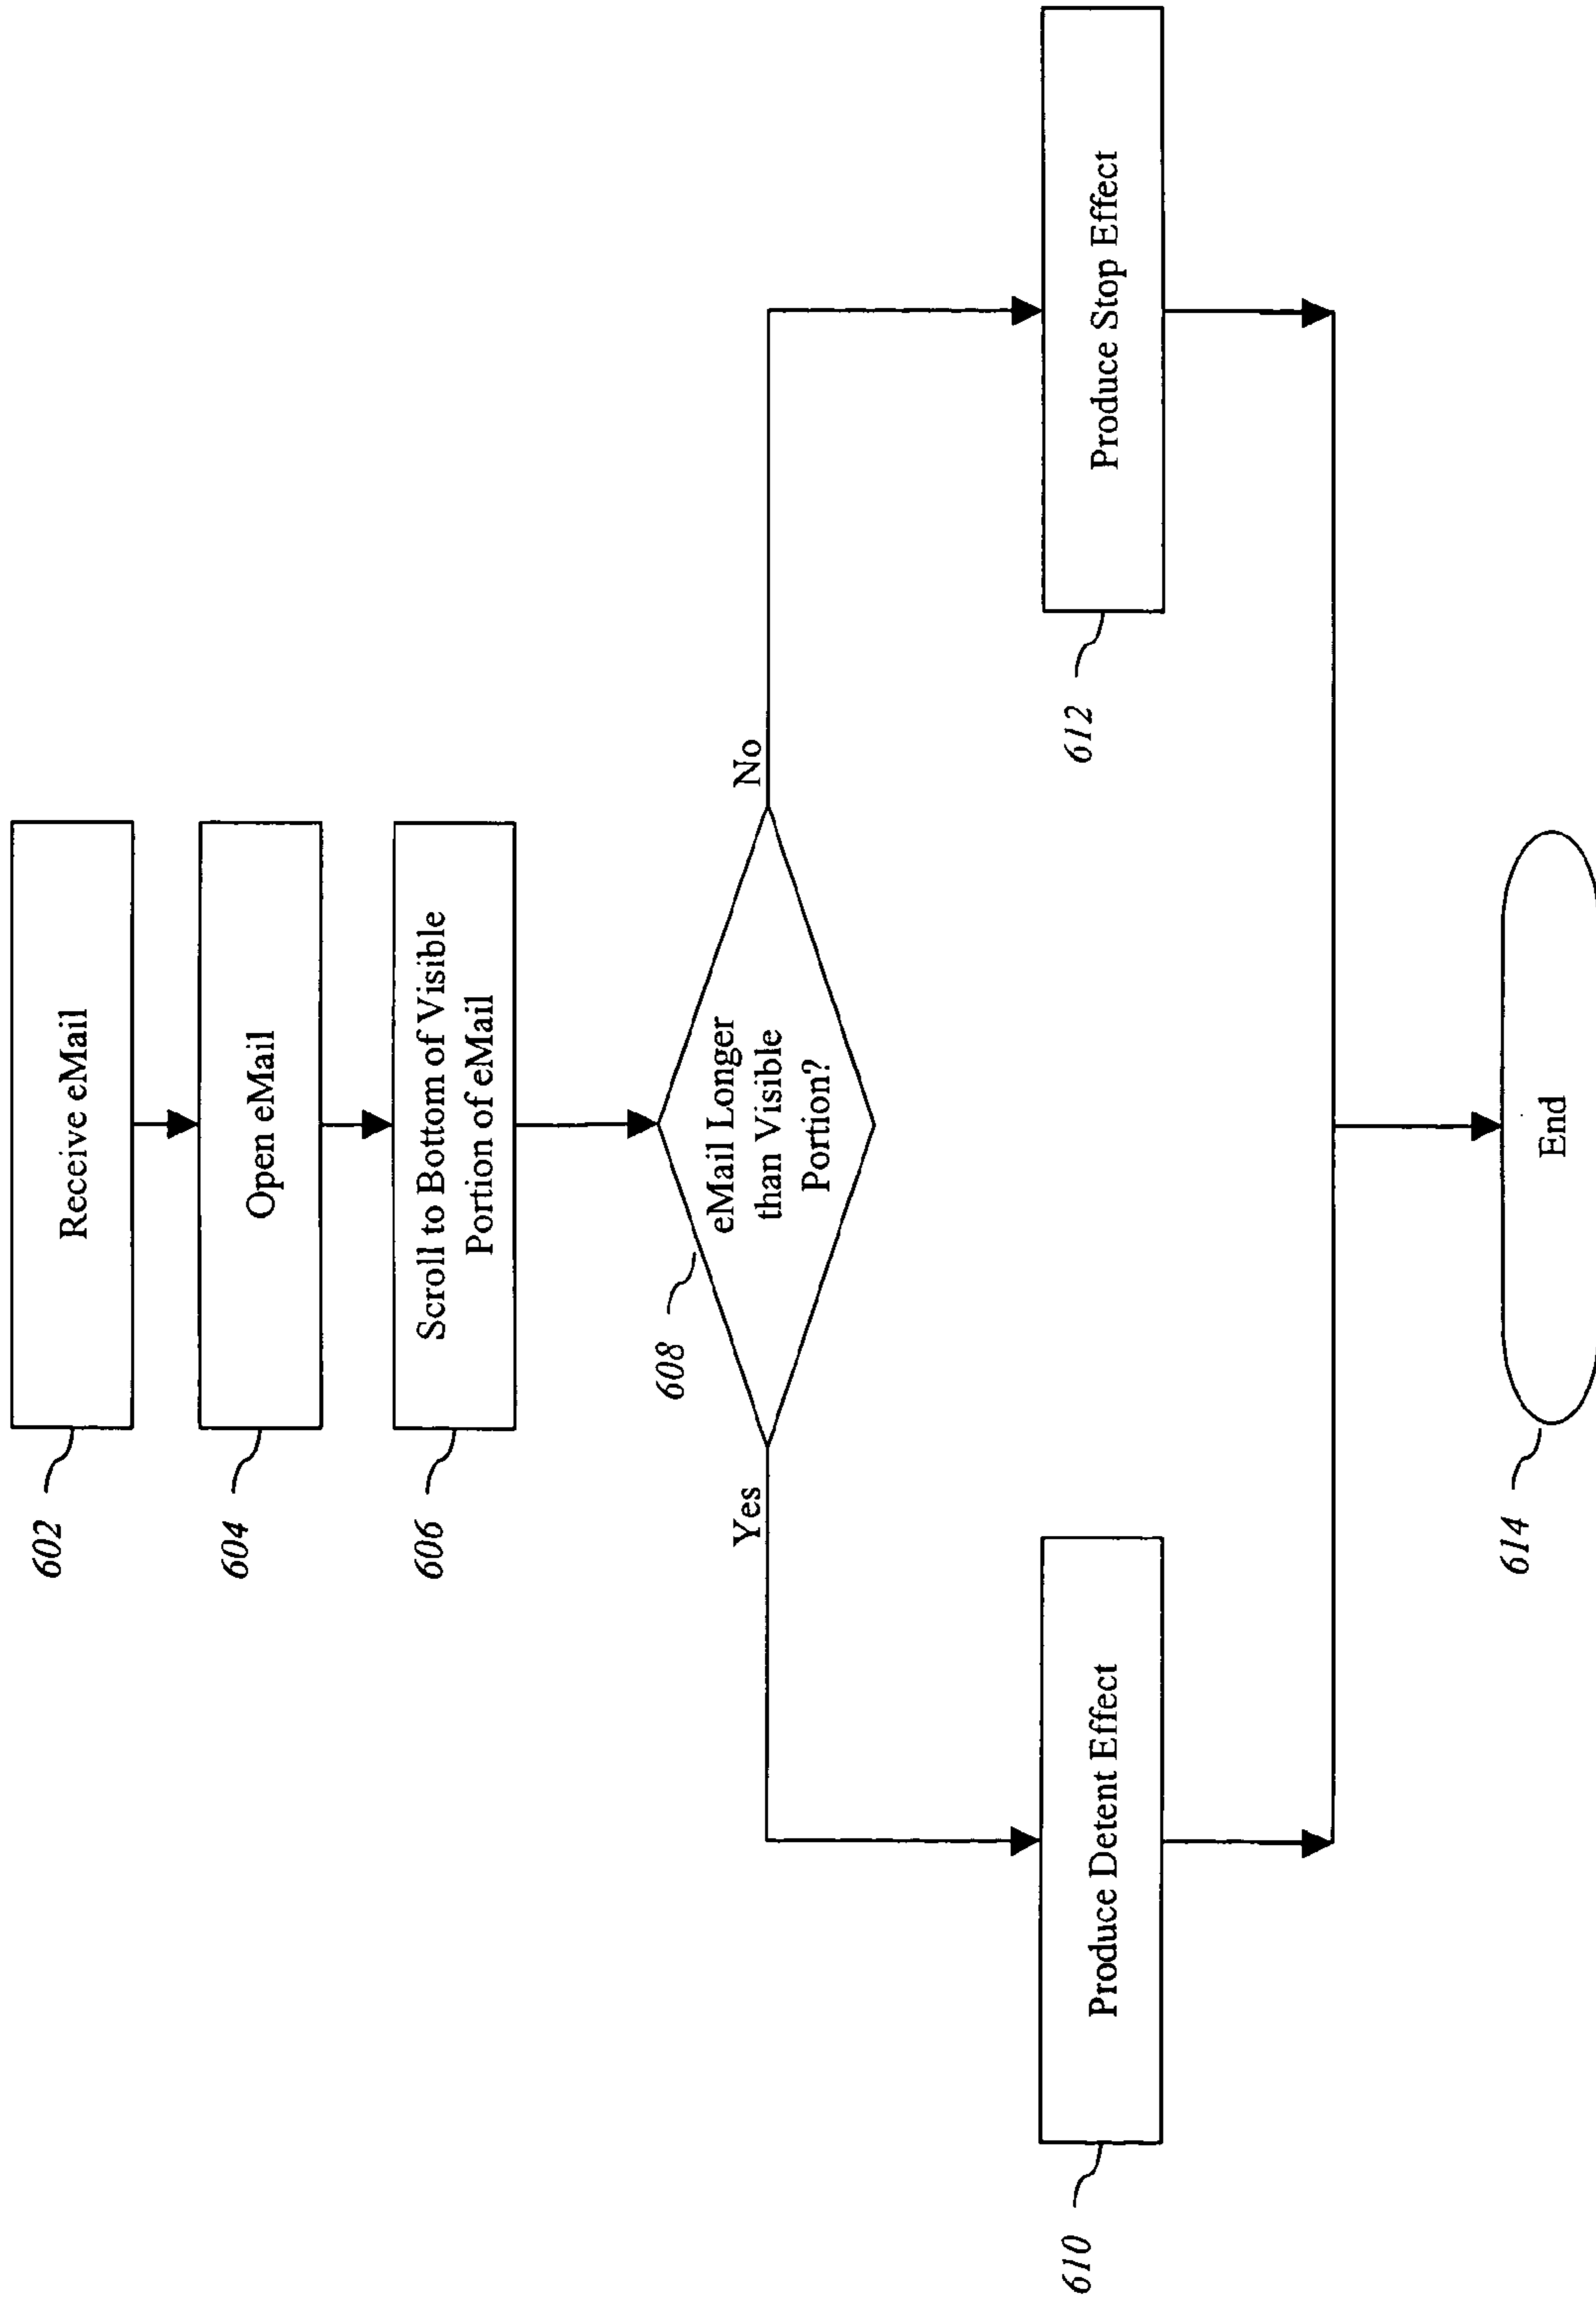 602
Receive eMail
604
Open eMail
606
Scroll to Bottom of Visible
Portion of eMail
608
eMail Longer
than Visible
Portion?
Yes
No
610
Produce Detent Effect
612
Produce Stop Effect
614
End